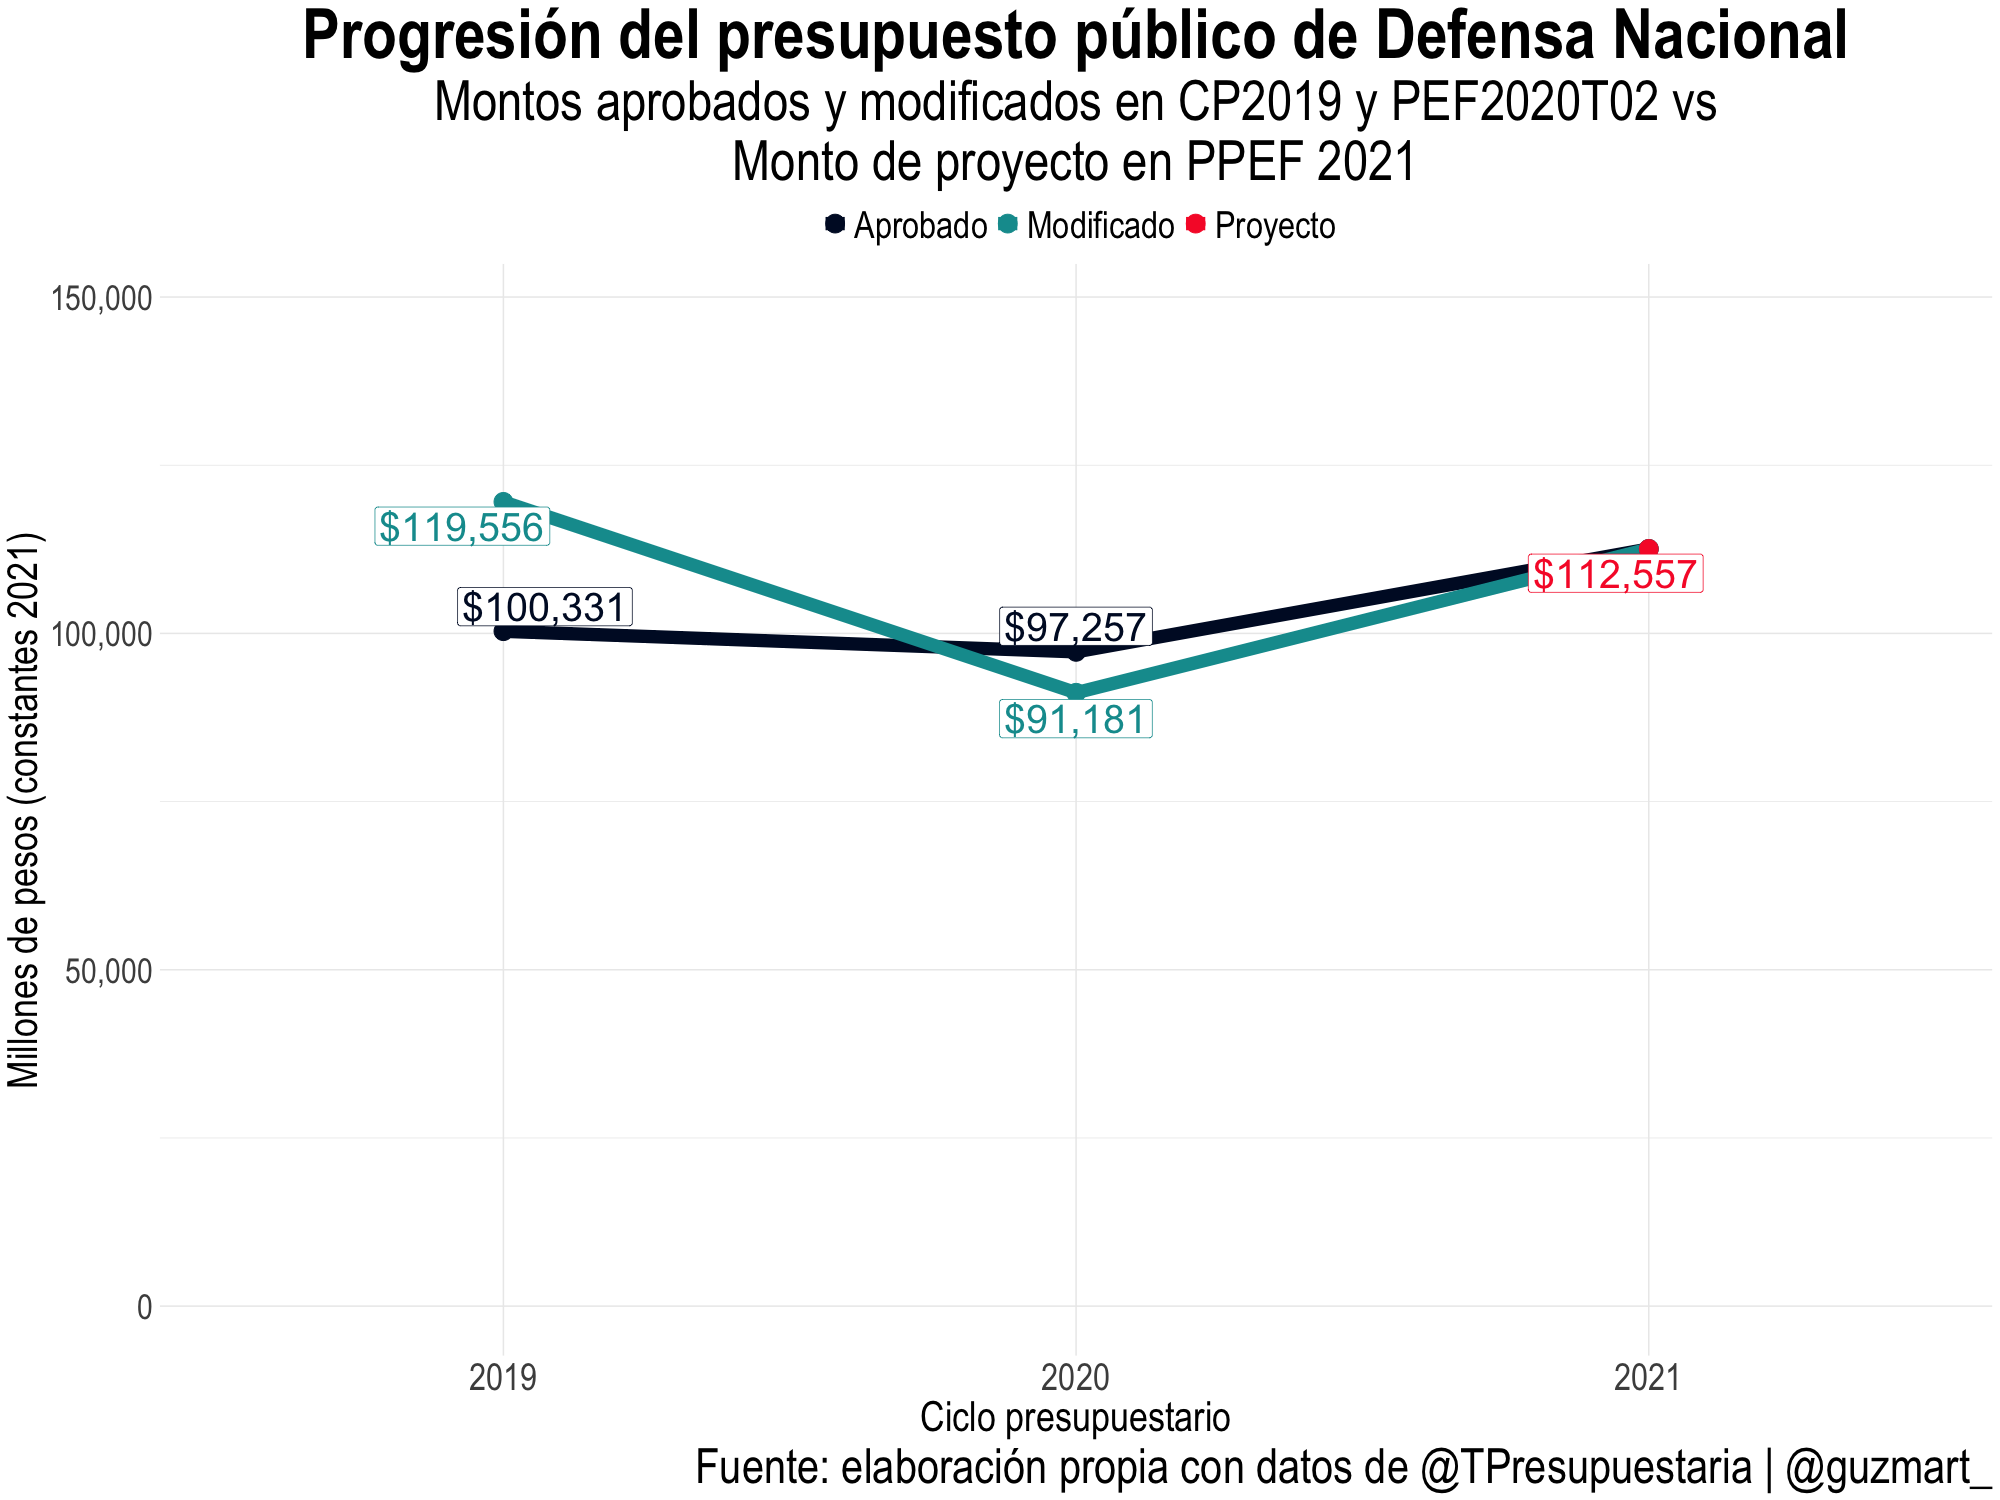 Progresión del presupuesto público de Defensa Nacional
Montos aprobados y modificados en CP2019 y PEF2020T02 vs
Monto de proyecto en PPEF 2021
Aprobado Modificado Proyecto
150,000
100,000
50,000
0
Millones de pesos (constantes 2021)
$119,556
$100,331
$97,257
$91,181
$112,557
2019 2020 2021
Ciclo presupuestario
Fuente: elaboración propia con datos de @TPresupuestaria | @guzmart_